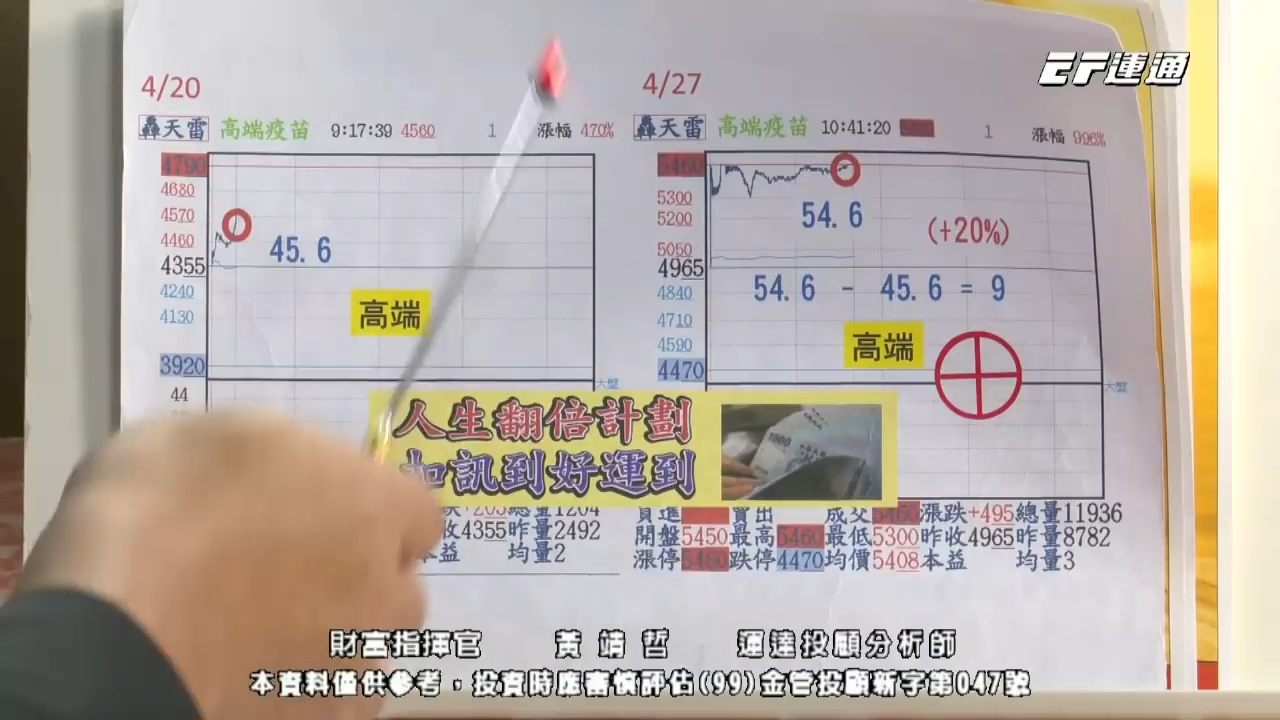 EF運通
4/20
轟天雷 高端疫苗 9:17:39 4560 1 漲幅 4.70%
4790
4680
4570
4460
4355
4240
4130
3920
44
45.6
高端
4/27
轟天雷 高端疫苗 10:41:20 1 漲幅 9.96%
5460
5300
5200
5050
4965
4840
4710
4590
4470
54.6
(+20%)
54.6 - 45.6 = 9
高端
大盤
大盤
人生翻倍計劃
加訊到好運到
1000
跌+205總量1204
收4355昨量2492
本益 均量2
買進 賣出 成交5460漲跌+495總量11936
開盤5450最高5460最低5300昨收4965昨量8782
漲停5460跌停4470均價5408本益 均量3
財富指揮官 黃靖哲 運達投顧分析師
本資料僅供參考,投資時應審慎評估(99)金管投顧新字第047號